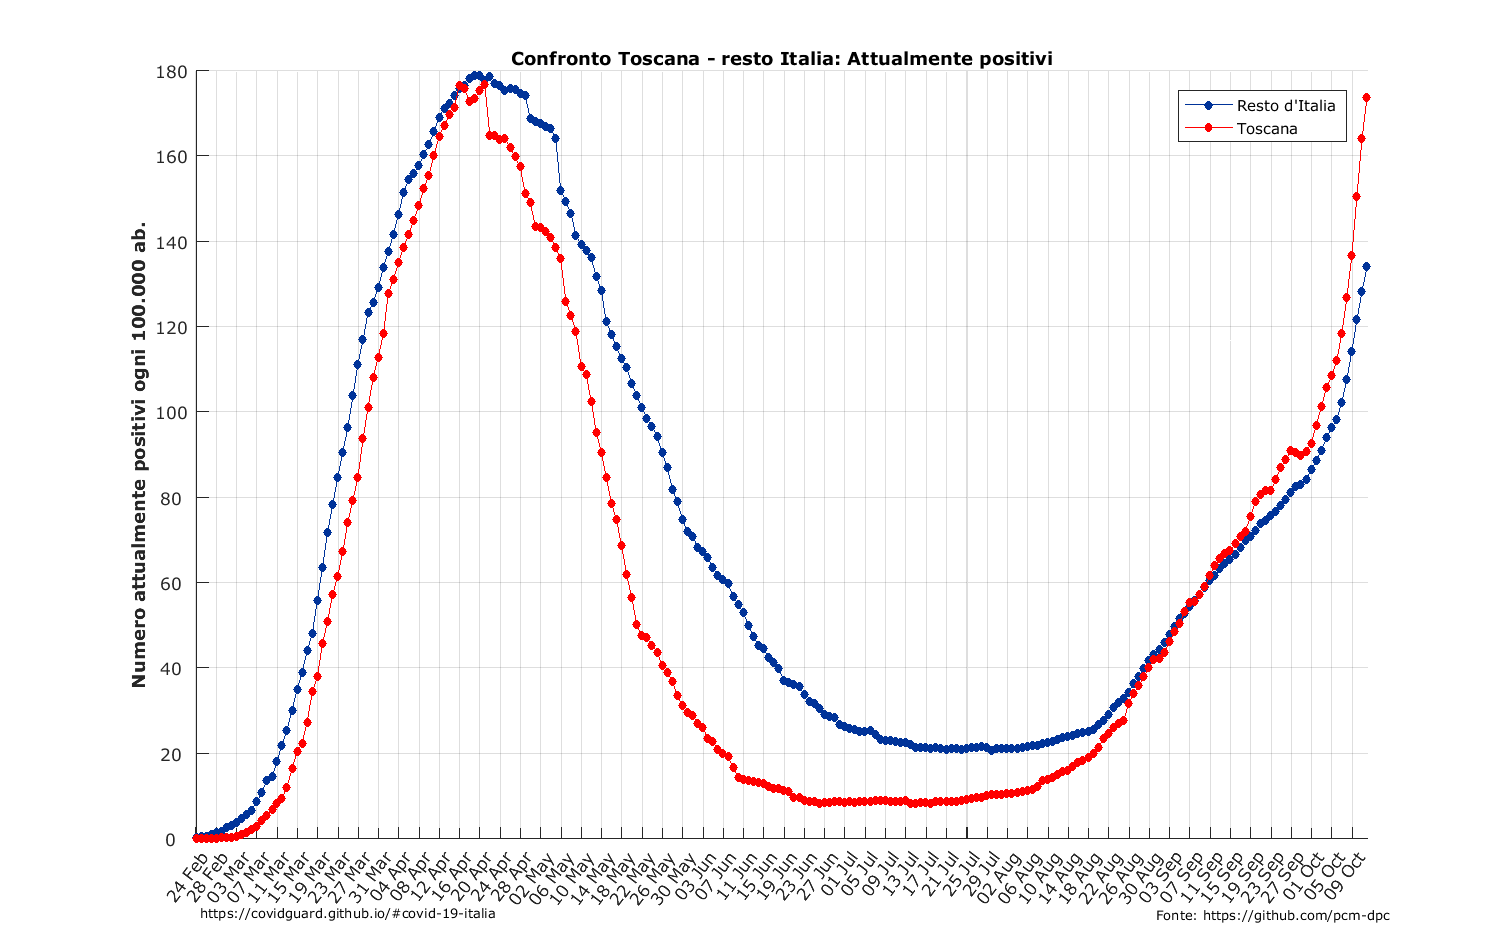 Confronto Toscana - resto Italia: Attualmente positivi
Resto d'Italia
Toscana
Numero attualmente positivi ogni 100.000 ab.
180
160
140
120
100
80
60
40
20
0
24 Feb
28 Feb
03 Mar
07 Mar
11 Mar
15 Mar
19 Mar
23 Mar
27 Mar
31 Mar
04 Apr
08 Apr
12 Apr
16 Apr
20 Apr
24 Apr
28 Apr
02 May
06 May
10 May
14 May
18 May
22 May
26 May
30 May
03 Jun
07 Jun
11 Jun
15 Jun
19 Jun
23 Jun
27 Jun
01 Jul
05 Jul
09 Jul
13 Jul
17 Jul
21 Jul
25 Jul
29 Jul
02 Aug
06 Aug
10 Aug
14 Aug
18 Aug
22 Aug
26 Aug
30 Aug
03 Sep
07 Sep
11 Sep
15 Sep
19 Sep
23 Sep
27 Sep
01 Oct
05 Oct
09 Oct
https://covidguard.github.io/#covid-19-italia
Fonte: https://github.com/pcm-dpc